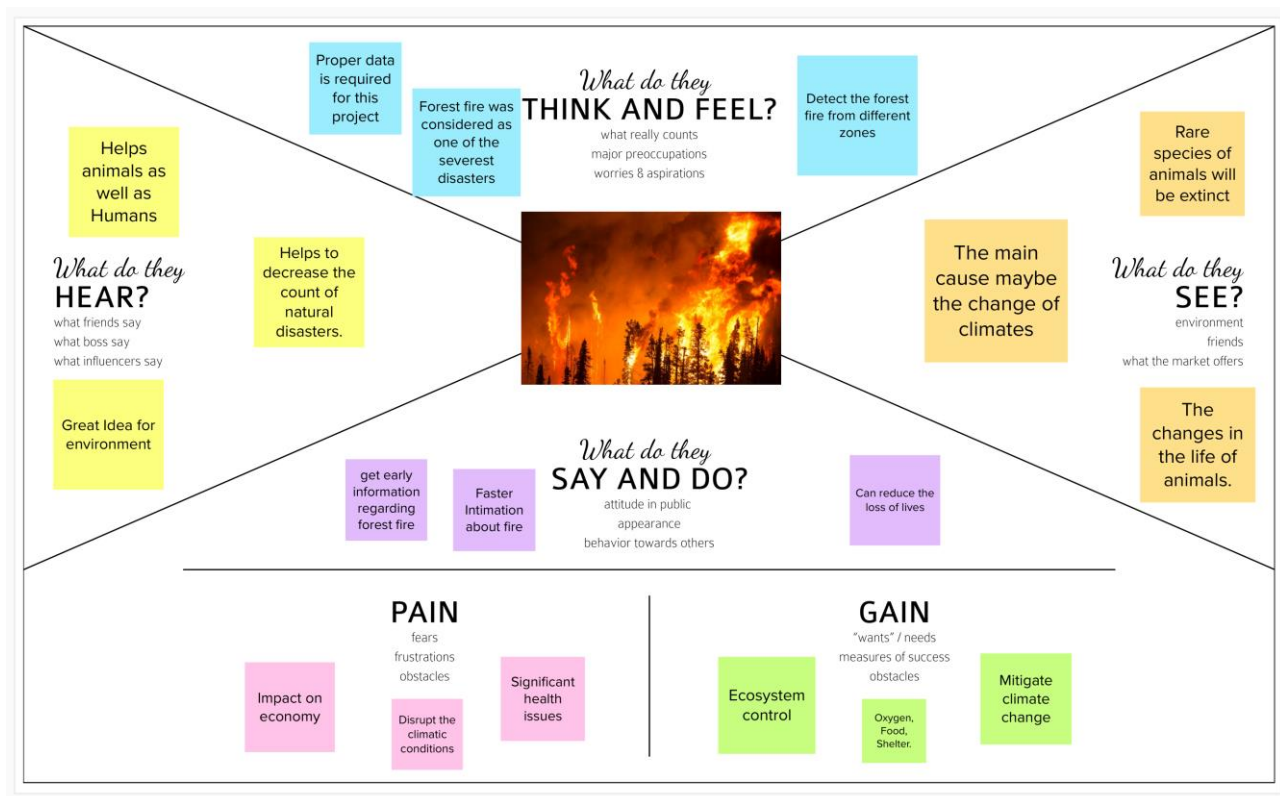 What do they
THINK AND FEEL?
what really counts
major preoccupations
worries & aspirations
Proper data
is required
for this
project
Forest fire was
considered as
one of the
severest
disasters
Detect the forest
fire from different
zones
What do they
HEAR?
what friends say
what boss say
what influencers say
Helps
animals as
well as
Humans
Helps to
decrease the
count of
natural
disasters.
Great Idea for
environment
What do they
SEE?
environment
friends
what the market offers
Rare
species of
animals will
be extinct
The main
cause maybe
the change of
climates
The
changes in
the life of
animals.
What do they
SAY AND DO?
attitude in public
appearance
behavior towards others
get early
information
regarding
forest fire
Faster
Intimation
about fire
Can reduce the
loss of lives
PAIN
fears
frustrations
obstacles
Impact on
economy
Disrupt the
climatic
conditions
Significant
health
issues
GAIN
"wants" / needs
measures of success
obstacles
Ecosystem
control
Oxygen,
Food,
Shelter.
Mitigate
climate
change